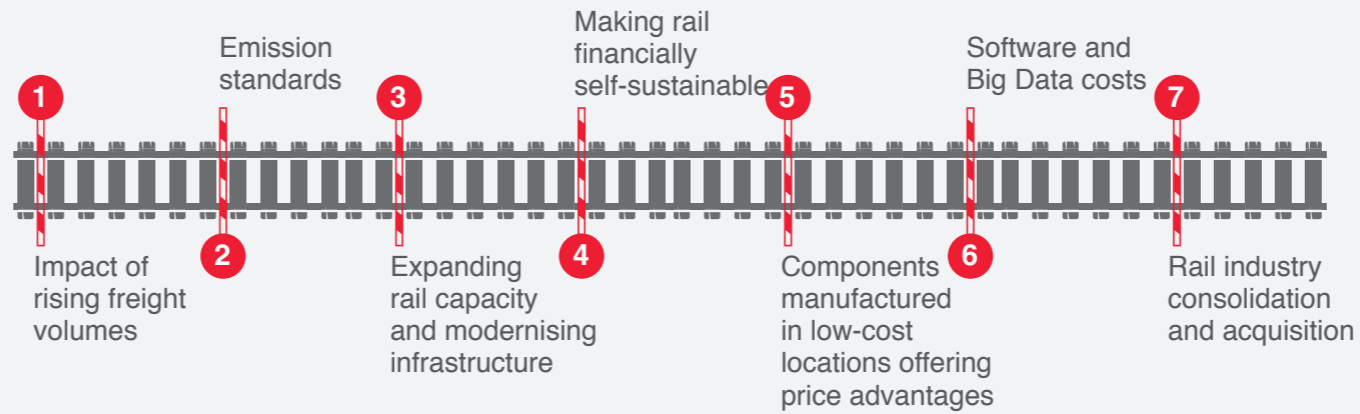 1
Impact of
rising freight
volumes
2
Emission
standards
3
Expanding
rail capacity
and modernising
infrastructure
4
Making rail
financially
self-sustainable
5
Components
manufactured
in low-cost
locations offering
price advantages
6
Software and
Big Data costs
7
Rail industry
consolidation
and acquisition